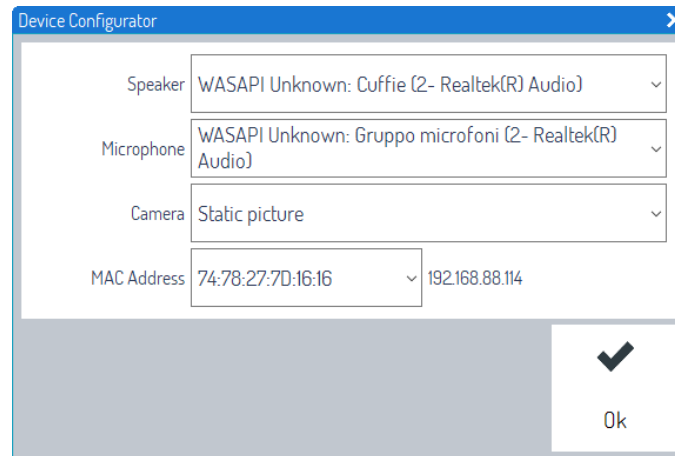 Device Configurator
Speaker WASAPI Unknown: Cuffie (2- Realtek(R) Audio)
Microphone WASAPI Unknown: Gruppo microfoni (2- Realtek(R)
Audio)
Camera Static picture
MAC Address 74:78:27:7D:16:16 192.168.88.114
Ok